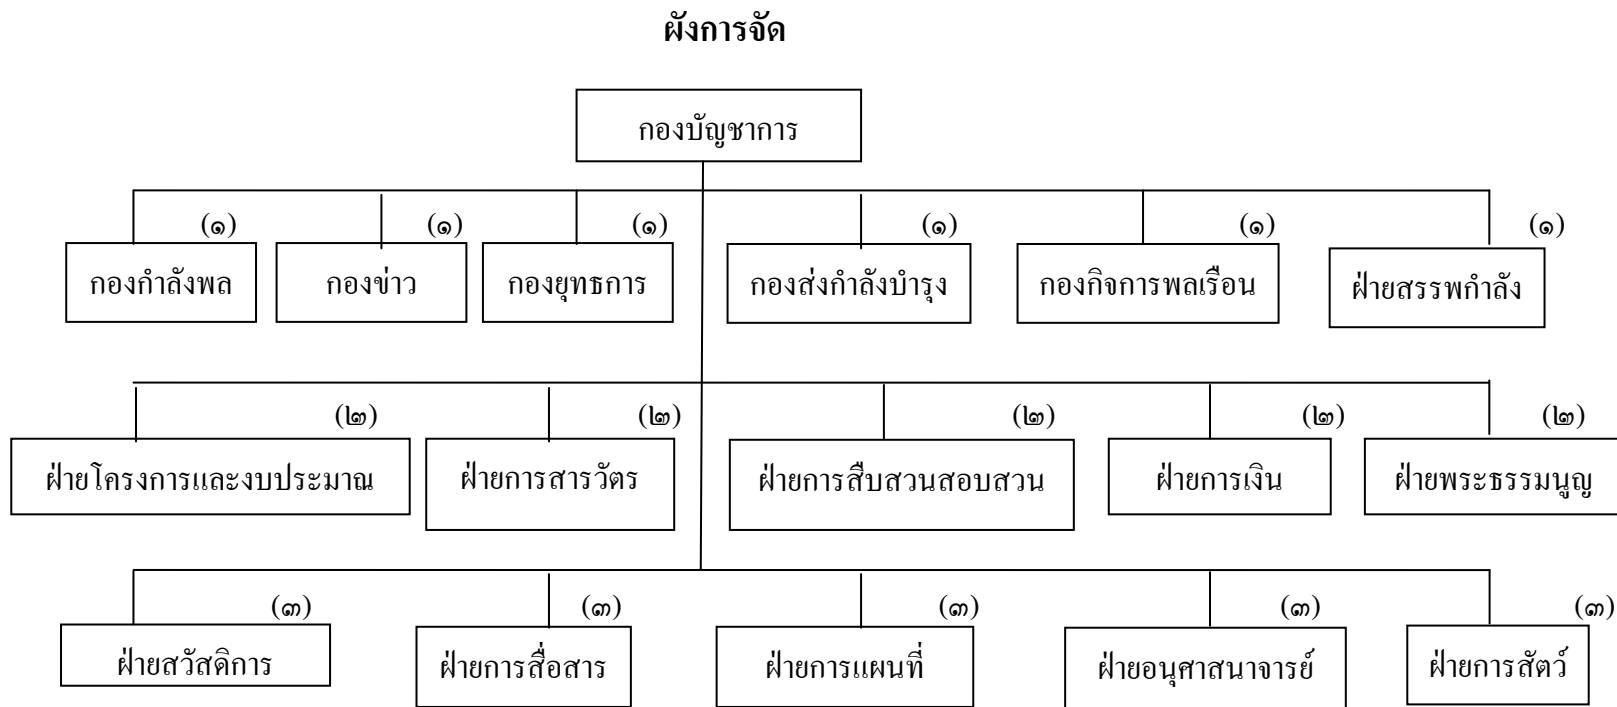 ผังการจัด
กองบัญชาการ
(๑) (๑) (๑) (๑) (๑) (๑)
กองกำลังพล กองข่าว กองยุทธการ กองส่งกำลังบำรุง กองกิจการพลเรือน ฝ่ายสรรพกำลัง
(๒) (๒) (๒) (๒) (๒)
ฝ่ายโครงการและงบประมาณ ฝ่ายการสารวัตร ฝ่ายการสืบสวนสอบสวน ฝ่ายการเงิน ฝ่ายพระธรรมนูญ
(๓) (๓) (๓) (๓) (๓)
ฝ่ายสวัสดิการ ฝ่ายการสื่อสาร ฝ่ายการแผนที่ ฝ่ายอนุศาสนาจารย์ ฝ่ายการสัตว์